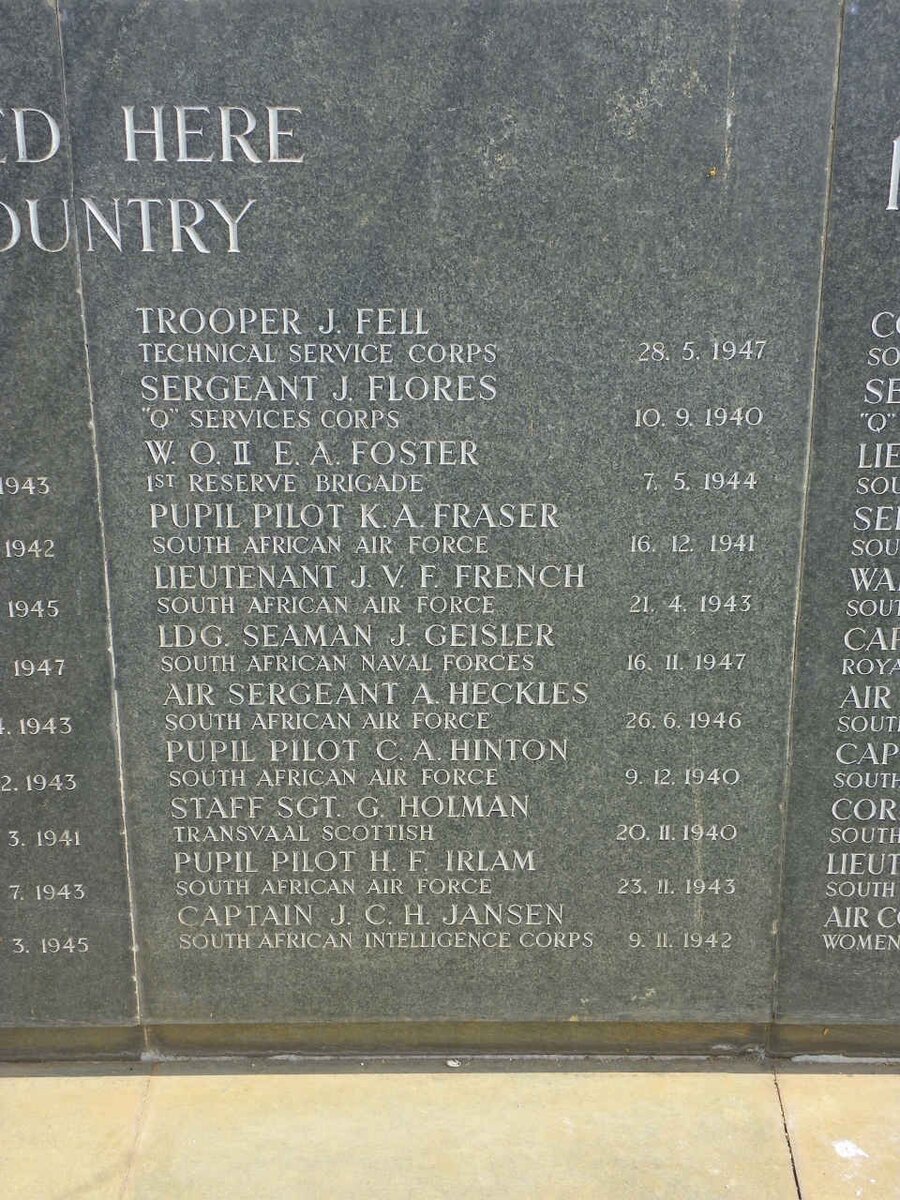 HERE
TROOPER J. FELL
TECHNICAL SERVICE CORPS 28. 5. 1947
SERGEANT J. FLORES
"Q" SERVICES CORPS 10. 9. 1940
W. O. II E. A. FOSTER
1ST RESERVE BRIGADE 7. 5. 1944
PUPIL PILOT K. A. FRASER
SOUTH AFRICAN AIR FORCE 16. 12. 1941
LIEUTENANT J. V. F. FRENCH
SOUTH AFRICAN AIR FORCE 21. 4. 1943
LDG. SEAMAN J. GEISLER
SOUTH AFRICAN NAVAL FORCES 16. 11. 1947
AIR SERGEANT A. HECKLES
SOUTH AFRICAN AIR FORCE 26. 6. 1946
PUPIL PILOT C. A. HINTON
SOUTH AFRICAN AIR FORCE 9. 12. 1940
STAFF SGT. G. HOLMAN
TRANSVAAL SCOTTISH 20. 11. 1940
PUPIL PILOT H. F. IRLAM
SOUTH AFRICAN AIR FORCE 23. 11. 1943
CAPTAIN J. C. H. JANSEN
SOUTH AFRICAN INTELLIGENCE CORPS 9. 11. 1942
1943
1942
1945
1947
1943
1943
3. 1941
7. 1943
3. 1945
AIR
SOUTH
SOUTH
AIR
WOMEN